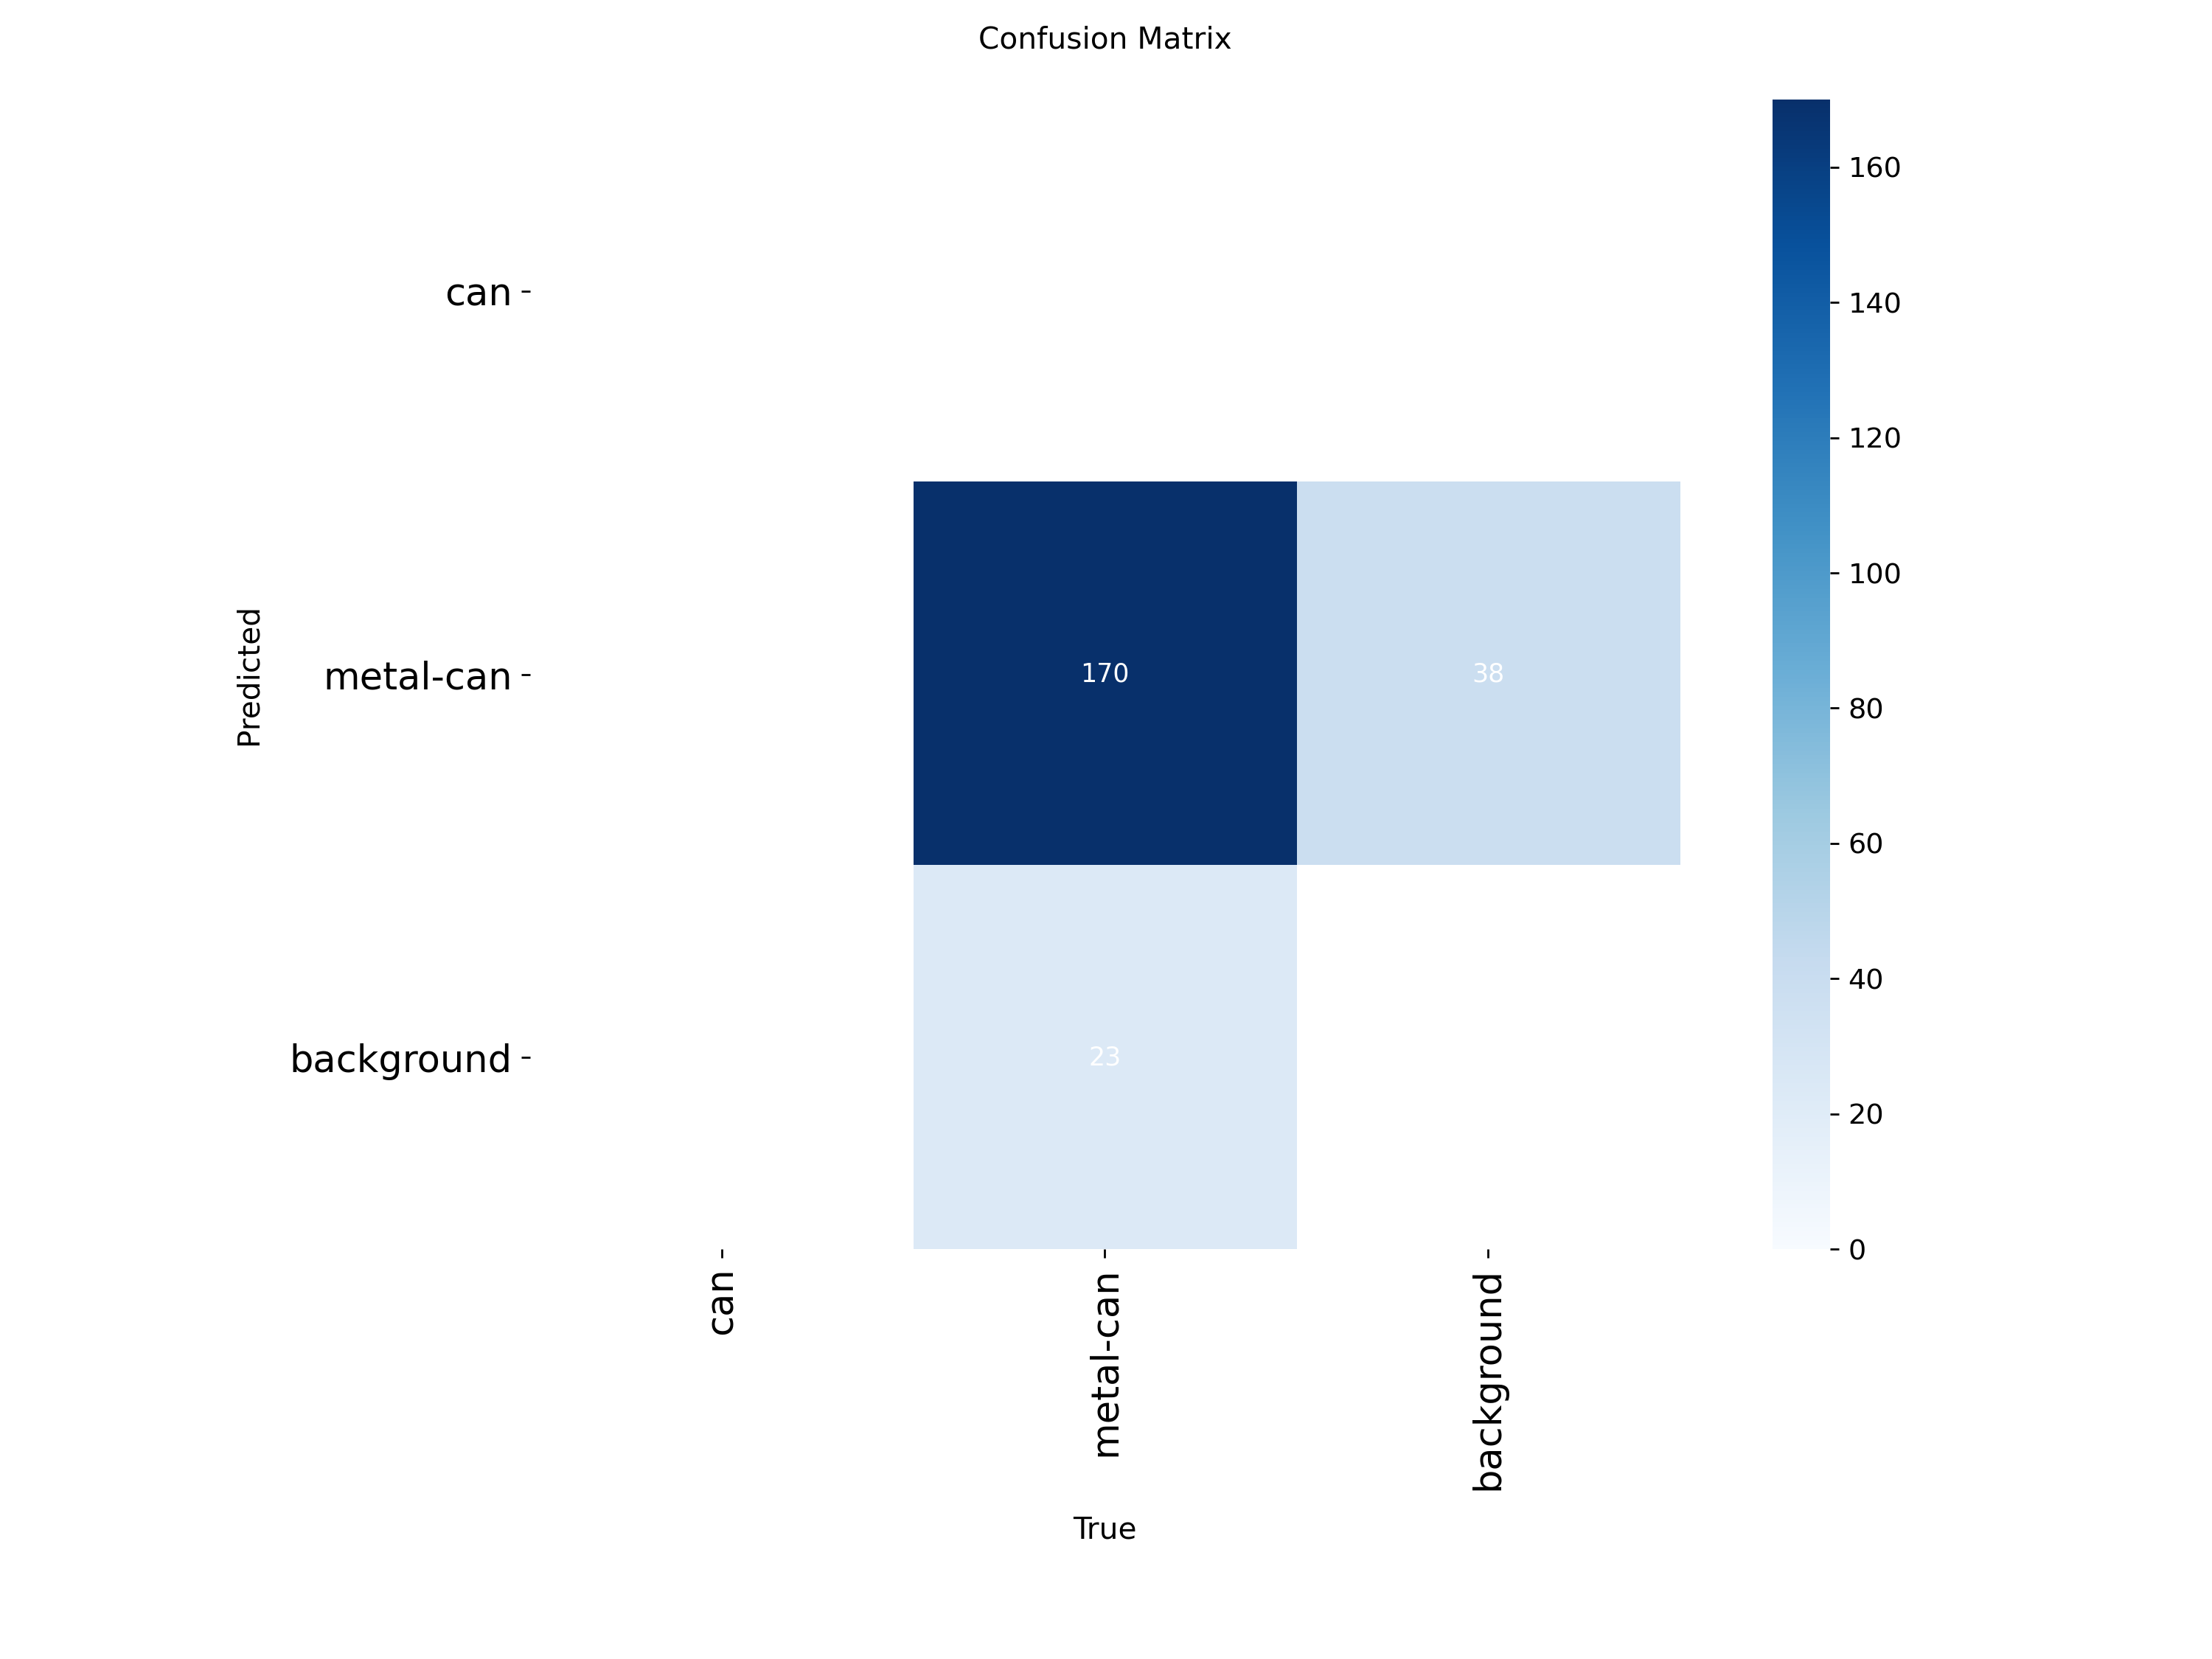 Confusion Matrix
can
metal-can
background
Predicted
170
38
23
can
metal-can
background
True
160
140
120
100
80
60
40
20
0